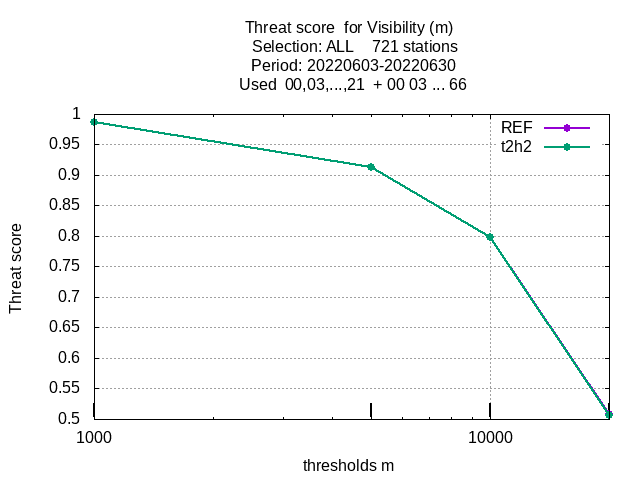 Threat score for Visibility (m)
Selection: ALL 721 stations
Period: 20220603-20220630
Used 00,03,...,21 + 00 03 ... 66
1
0.95
0.9
0.85
0.8
0.75
0.7
0.65
0.6
0.55
0.5
Threat score
REF
t2h2
1000
10000
thresholds m